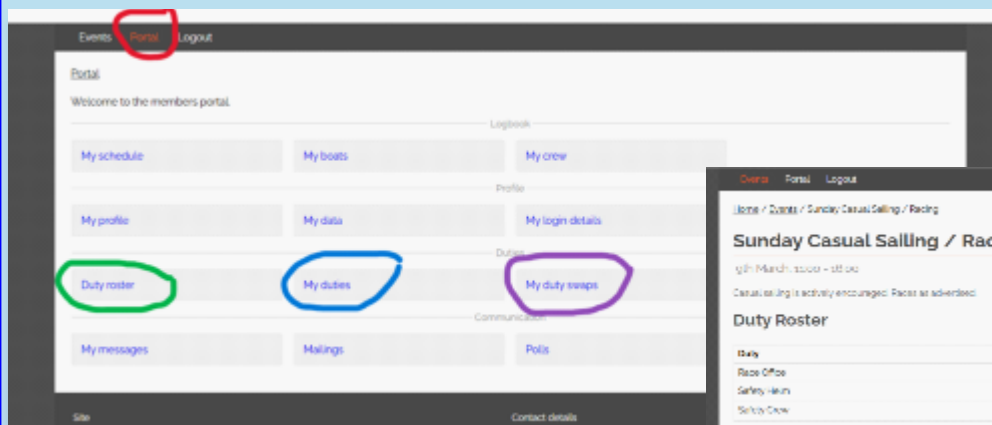 Events Portal Logout
Portal
Welcome to the members portal.
Logbook
My schedule My boats My crew
Profile
My profile My data My login details
Duties
Duty roster My duties My duty swaps
Communication
My messages Mailings Polls
Site Contact details
Events Portal Logout
Home / Events / Sunday Casual Sailing / Racing
Sunday Casual Sailing / Rac
9th March,
Casual sailing is actively encouraged. Races as advertised.
Duty Roster
Duty
Race Office
Safety Helm
Safety Crew